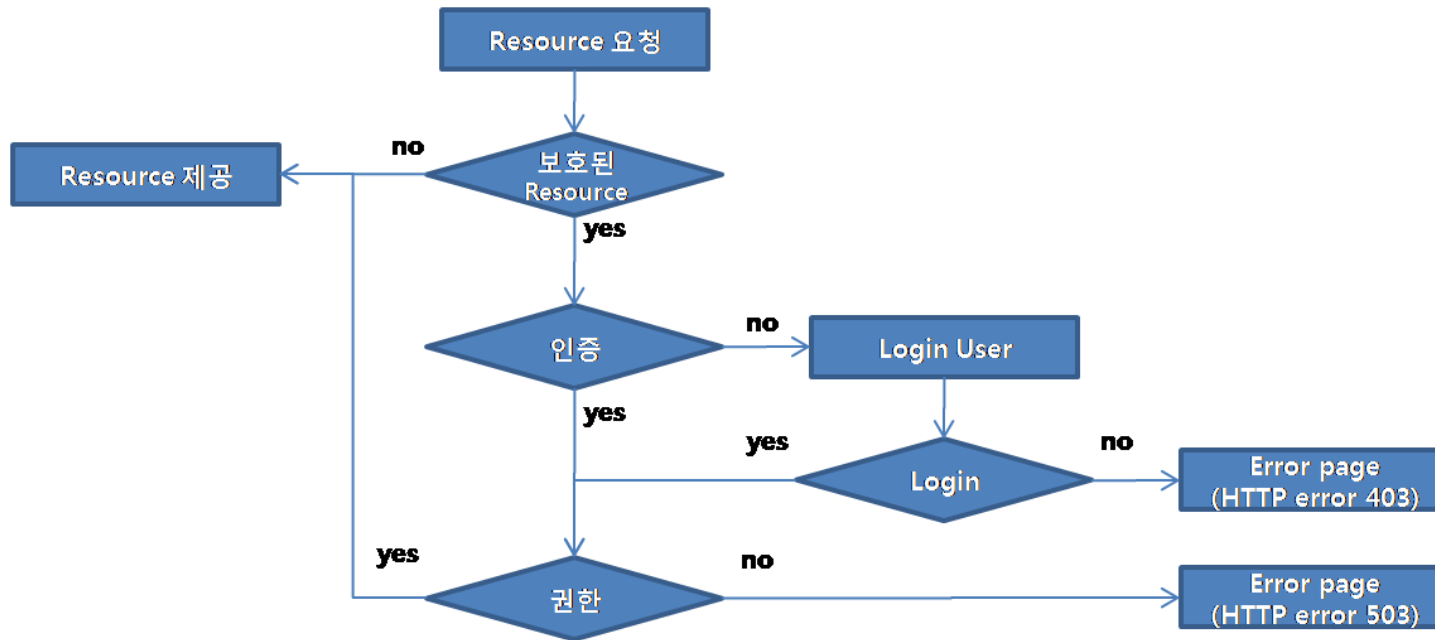 Resource 요청
no
Resource 제공
보호된
Resource
yes
인증
no
Login User
yes
yes
no
Login
Error page
(HTTP error 403)
yes
no
권한
Error page
(HTTP error 503)